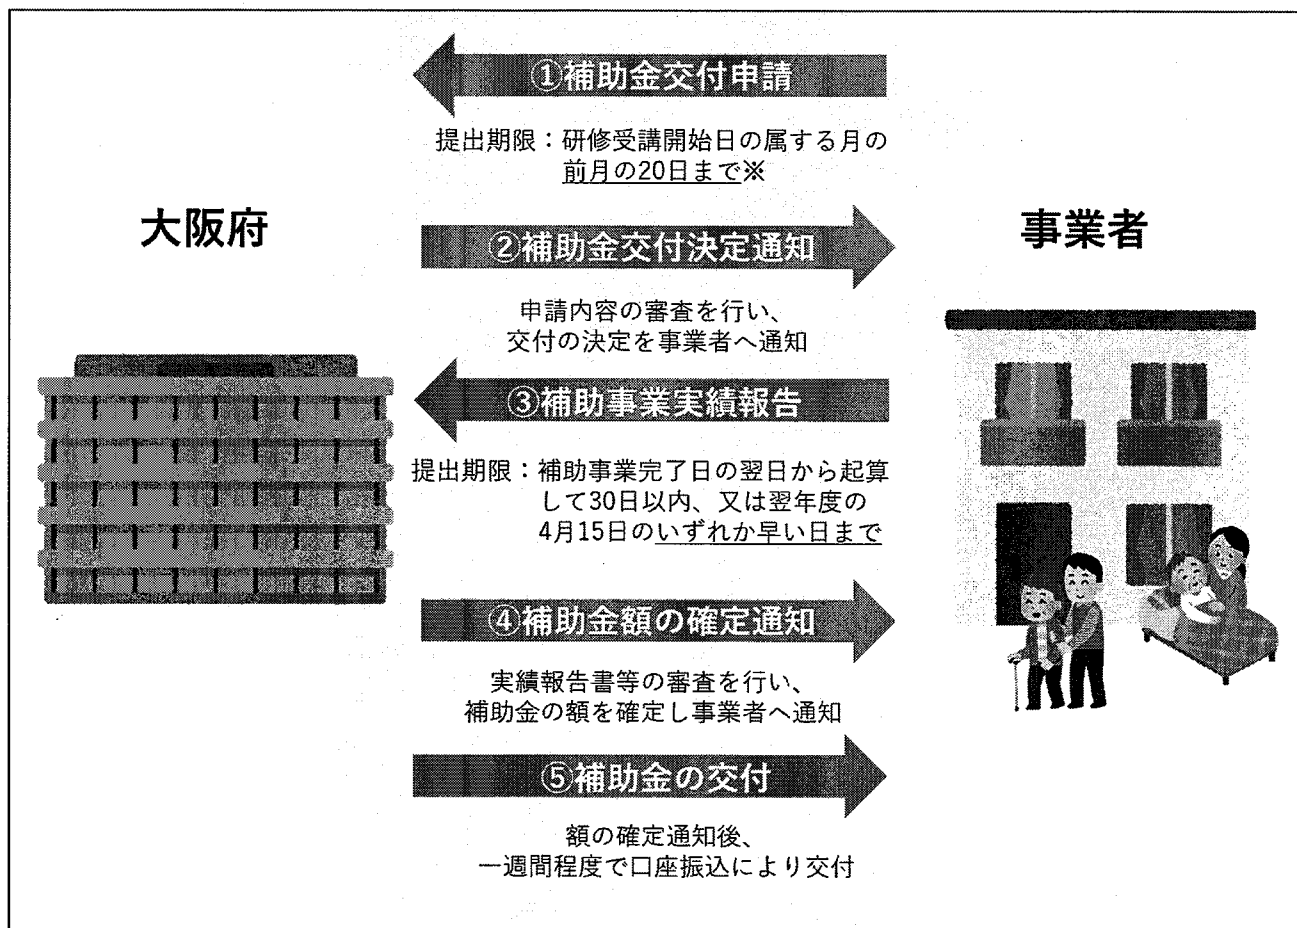 ①補助金交付申請
提出期限：研修受講開始日の属する月の
前月の20日まで※
大阪府
事業者
②補助金交付決定通知
申請内容の審査を行い、
交付の決定を事業者へ通知
③補助事業実績報告
提出期限：補助事業完了日の翌日から起算
して30日以内、又は翌年度の
4月15日のいずれか早い日まで
④補助金額の確定通知
実績報告書等の審査を行い、
補助金の額を確定し事業者へ通知
⑤補助金の交付
額の確定通知後、
一週間程度で口座振込により交付